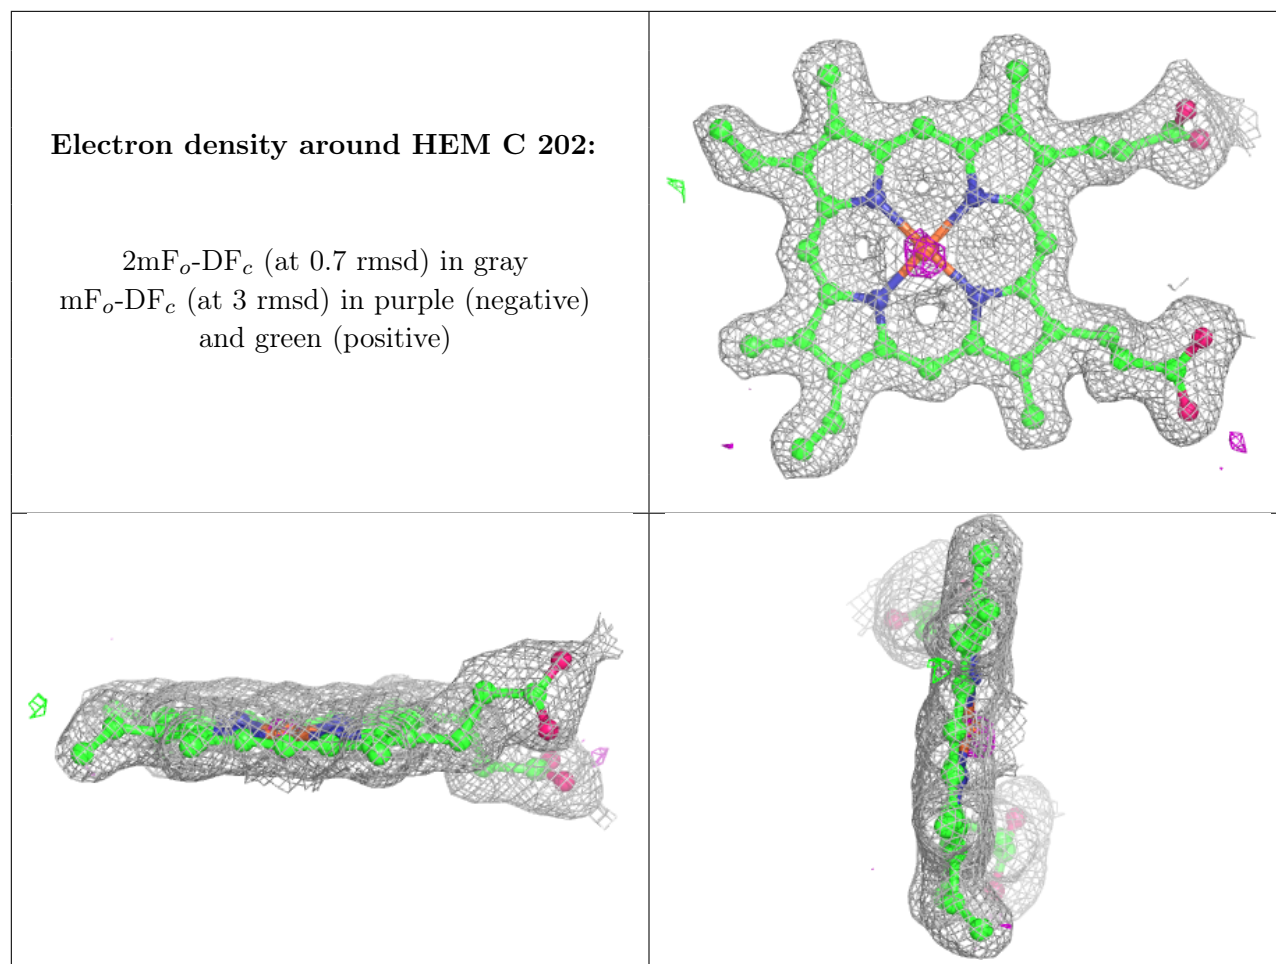 Electron density around HEM C 202:
2mFₒ-DF𝑐 (at 0.7 rmsd) in gray
mFₒ-DF𝑐 (at 3 rmsd) in purple (negative)
and green (positive)